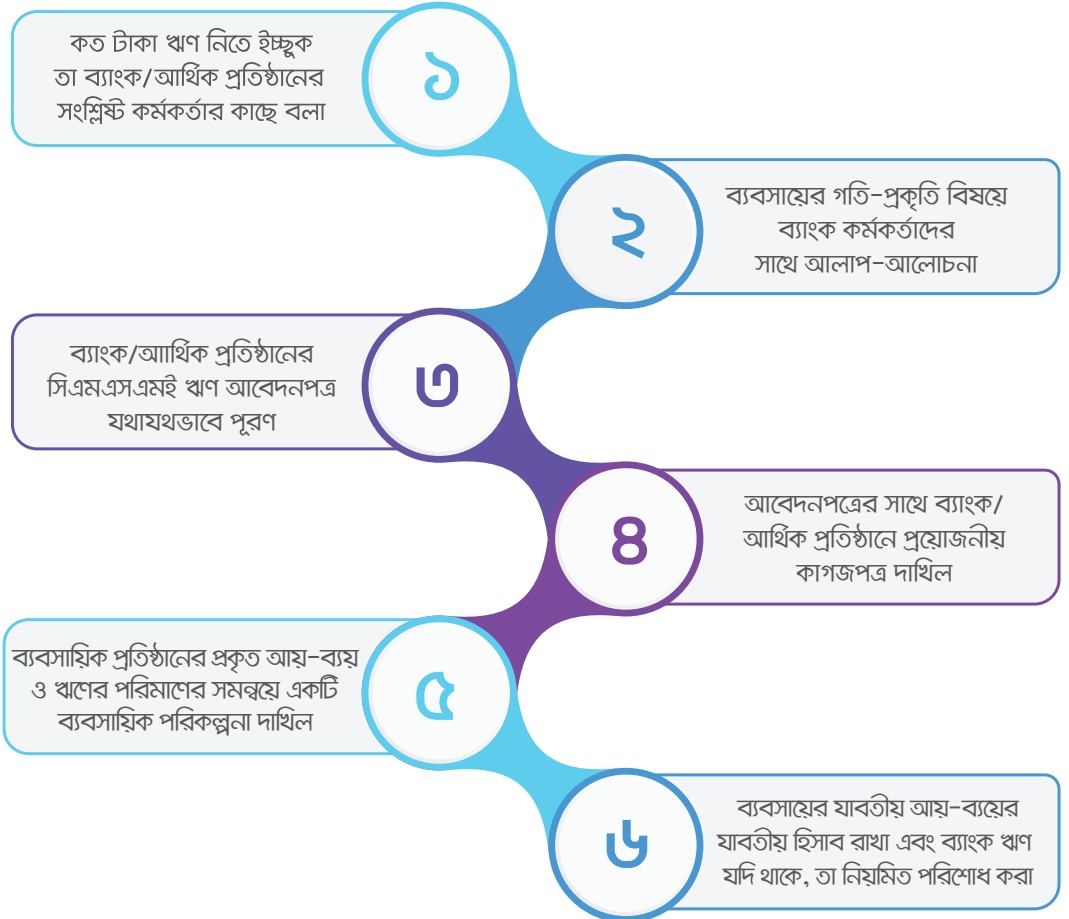 কত টাকা ঋণ নিতে ইচ্ছুক
তা ব্যাংক/আর্থিক প্রতিষ্ঠানের
সংশ্লিষ্ট কর্মকর্তার কাছে বলা
১
ব্যবসায়ের গতি-প্রকৃতি বিষয়ে
ব্যাংক কর্মকর্তাদের
সাথে আলাপ-আলোচনা
২
ব্যাংক/আার্থিক প্রতিষ্ঠানের
সিএমএসএমই ঋণ আবেদনপত্র
যথাযথভাবে পূরণ
৩
আবেদনপত্রের সাথে ব্যাংক/
আর্থিক প্রতিষ্ঠানে প্রয়োজনীয়
কাগজপত্র দাখিল
৪
ব্যবসায়িক প্রতিষ্ঠানের প্রকৃত আয়-ব্যয়
ও ঋণের পরিমাণের সমন্বয়ে একটি
ব্যবসায়িক পরিকল্পনা দাখিল
৫
ব্যবসায়ের যাবতীয় আয়-ব্যয়ের
যাবতীয় হিসাব রাখা এবং ব্যাংক ঋণ
যদি থাকে, তা নিয়মিত পরিশোধ করা
৬